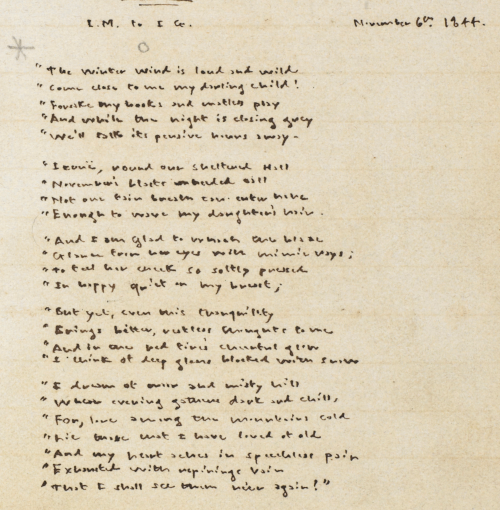 E.M. to I G.
November 6th 1844.
"The winter wind is loud and wild
"Come close to me my darling child!
"Forsake thy books and mateless play
"And while the night is closing grey
"We'll talk its pensive hours away—
"Iernë, round our sheltered Hall
"November's blasts unheeded call
"Not one faint breath can enter here
"Enough to wave my daughter's hair.
"And I am glad to watch the blaze
"Glance from her eyes with mimic rays;
"To feel her cheek so softly pressed
"In happy quiet on my breast;
"But yet, even this tranquility
"Brings bitter, restless thoughts to me
"And in the red fire's cheerful glow
"I think of deep glens blocked with snow
"I dream of moor and misty hill
"Where evening gathers dark and chill,
"For, lone among the mountains cold
"Lie those that I have loved of old
"And my heart aches in speechless pain
"Exhausted with repinings vain
"That I shall see them ne'er again!"